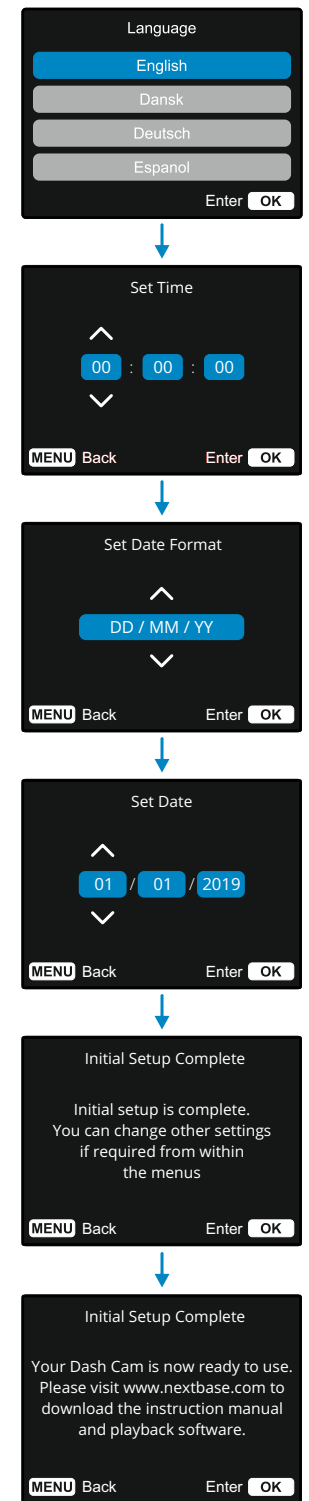 Language
English
Dansk
Deutsch
Espanol
Enter OK
Set Time
00 : 00 : 00
MENU Back Enter OK
Set Date Format
DD / MM / YY
MENU Back Enter OK
Set Date
01 / 01 / 2019
MENU Back Enter OK
Initial Setup Complete
Initial setup is complete.
You can change other settings
if required from within
the menus
MENU Back Enter OK
Initial Setup Complete
Your Dash Cam is now ready to use.
Please visit www.nextbase.com to
download the instruction manual
and playback software.
MENU Back Enter OK